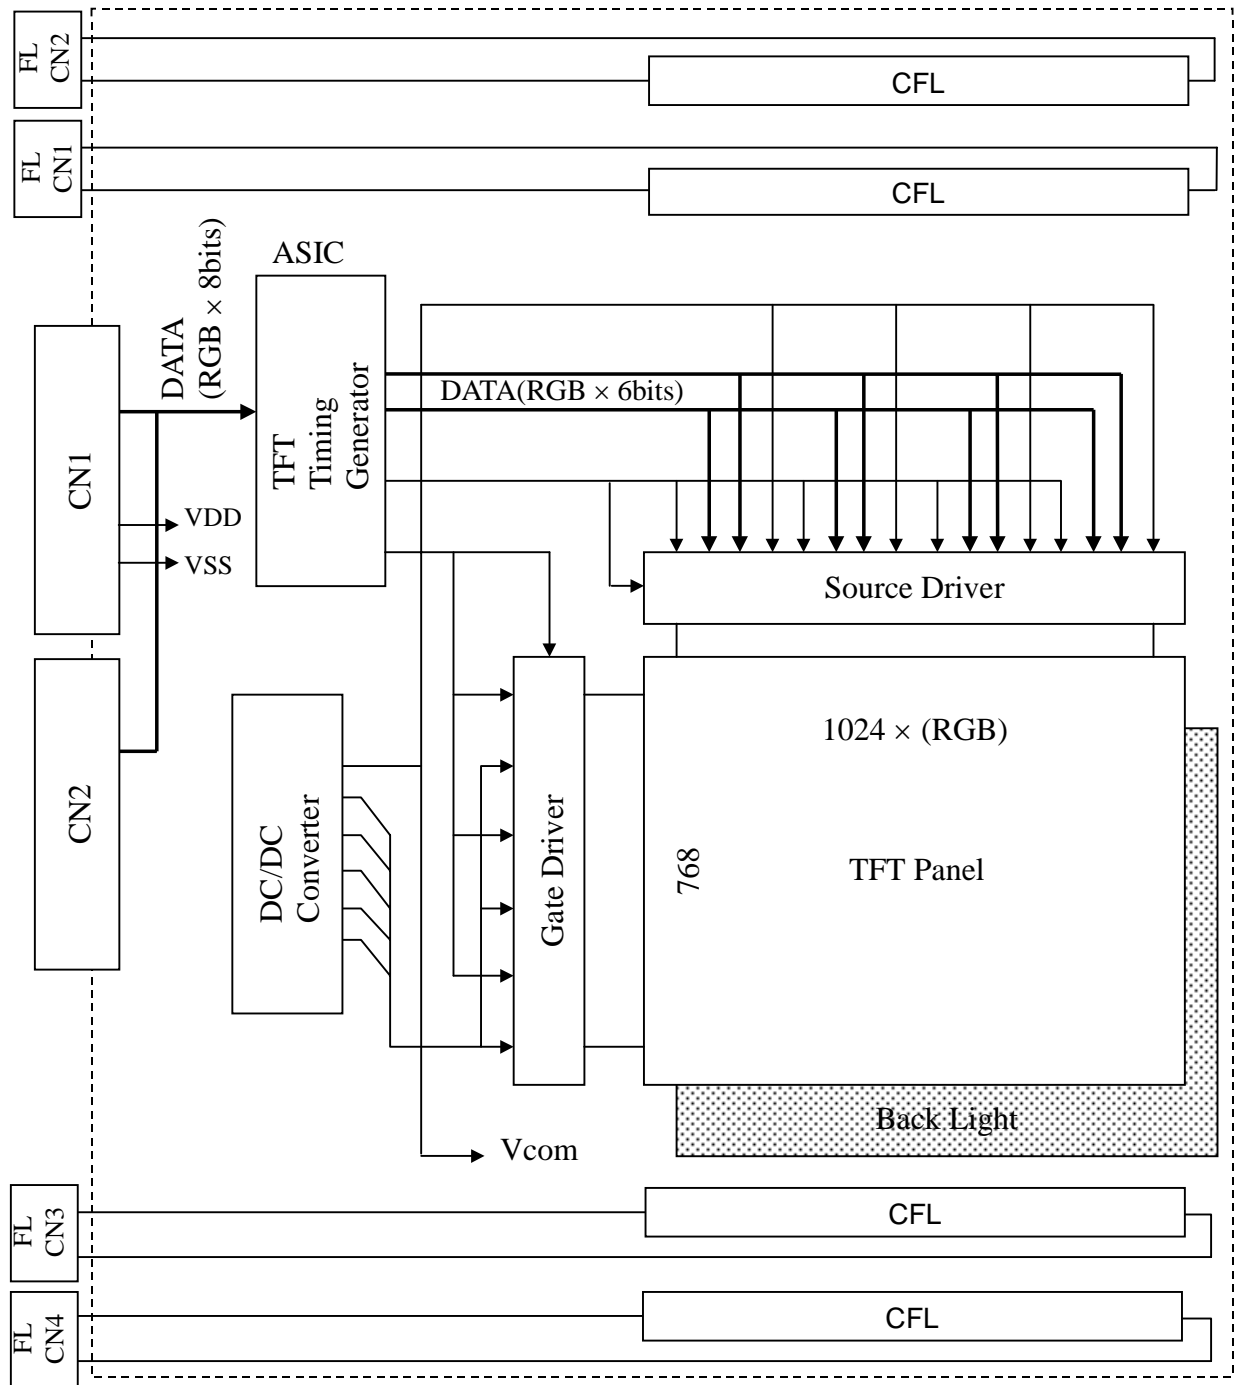 FL
CN2
CFL
FL
CN1
CFL
ASIC
DATA
(RGB × 8bits)
TFT
Timing
Generator
DATA(RGB × 6bits)
CN1
VDD
VSS
Source Driver
CN2
DC/DC
Converter
Gate Driver
1024 × (RGB)
768
TFT Panel
Back Light
Vcom
FL
CN3
CFL
FL
CN4
CFL